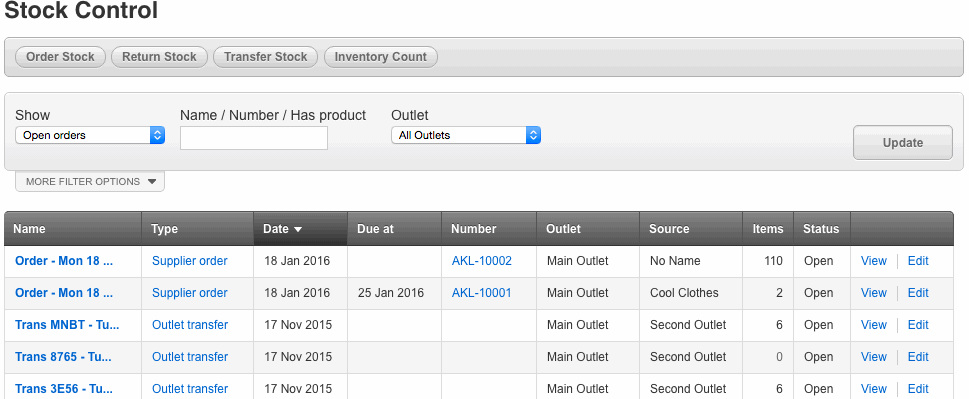 Stock Control
Order Stock Return Stock Transfer Stock Inventory Count
Show Name / Number / Has product Outlet
Open orders All Outlets
Update
MORE FILTER OPTIONS
Name Type Date Due at Number Outlet Source Items Status
Order - Mon 18 ... Supplier order 18 Jan 2016 AKL-10002 Main Outlet No Name 110 Open View Edit
Order - Mon 18 ... Supplier order 18 Jan 2016 25 Jan 2016 AKL-10001 Main Outlet Cool Clothes 2 Open View Edit
Trans MNBT - Tu... Outlet transfer 17 Nov 2015 Main Outlet Second Outlet 6 Open View Edit
Trans 8765 - Tu... Outlet transfer 17 Nov 2015 Main Outlet Second Outlet 0 Open View Edit
Trans 3E56 - Tu... Outlet transfer 17 Nov 2015 Main Outlet Second Outlet 6 Open View Edit